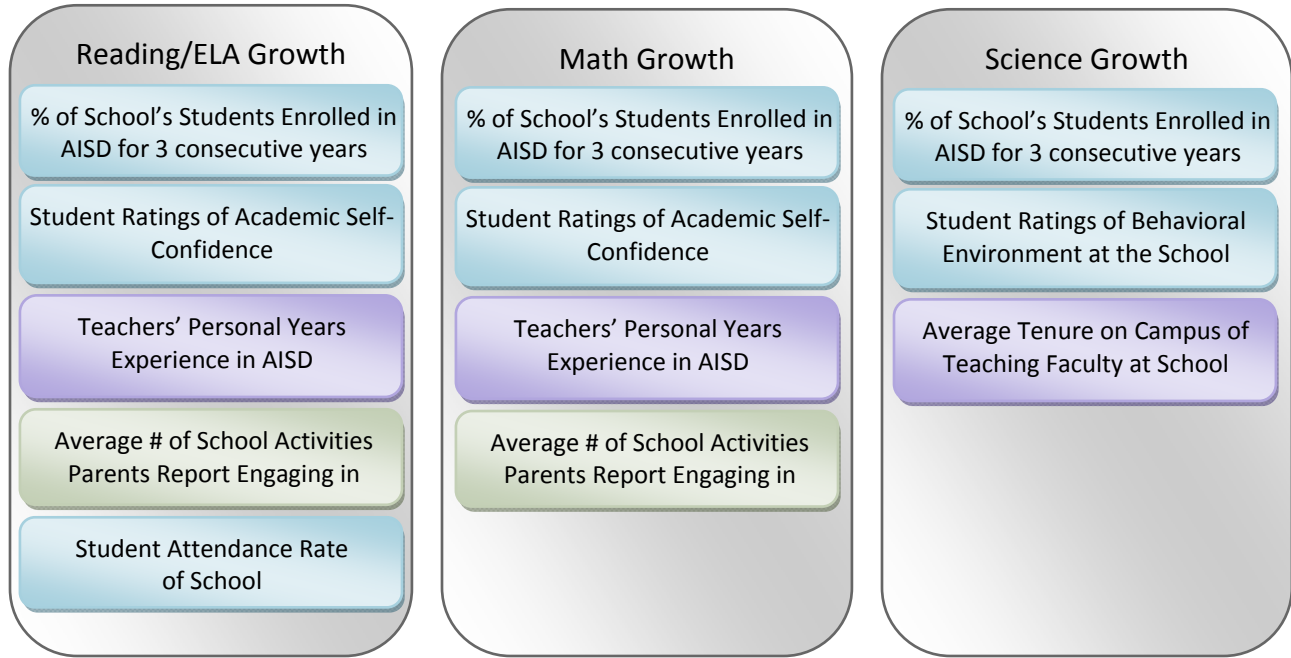 Reading/ELA Growth
% of School’s Students Enrolled in
AISD for 3 consecutive years
Student Ratings of Academic Self-
Confidence
Teachers’ Personal Years
Experience in AISD
Average # of School Activities
Parents Report Engaging in
Student Attendance Rate
of School
Math Growth
% of School’s Students Enrolled in
AISD for 3 consecutive years
Student Ratings of Academic Self-
Confidence
Teachers’ Personal Years
Experience in AISD
Average # of School Activities
Parents Report Engaging in
Science Growth
% of School’s Students Enrolled in
AISD for 3 consecutive years
Student Ratings of Behavioral
Environment at the School
Average Tenure on Campus of
Teaching Faculty at School